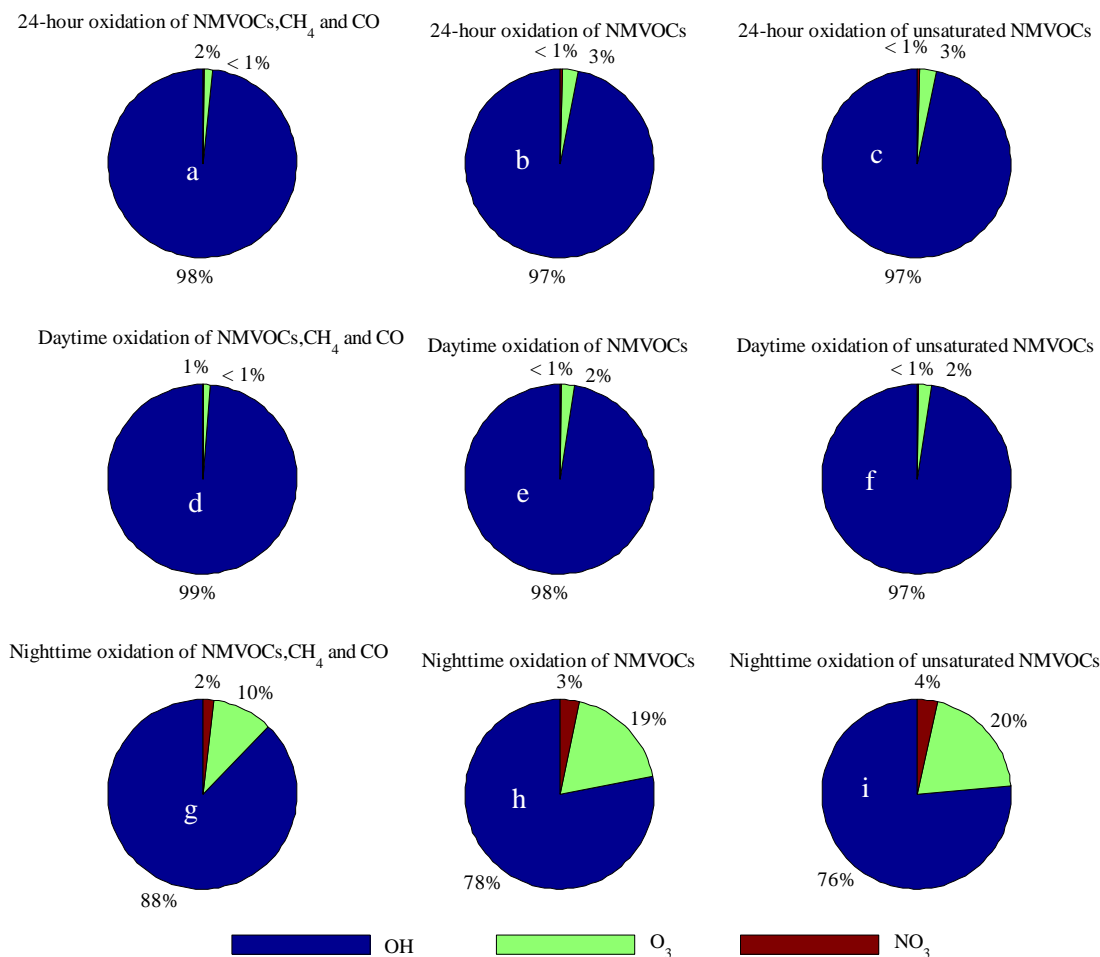 24-hour oxidation of NMVOCs,CH4 and CO
2% < 1%
a
98%
24-hour oxidation of NMVOCs
< 1% 3%
b
97%
24-hour oxidation of unsaturated NMVOCs
< 1% 3%
c
97%
Daytime oxidation of NMVOCs,CH4 and CO
1% < 1%
d
99%
Daytime oxidation of NMVOCs
< 1% 2%
e
98%
Daytime oxidation of unsaturated NMVOCs
< 1% 2%
f
97%
Nighttime oxidation of NMVOCs,CH4 and CO
2%
10%
g
88%
Nighttime oxidation of NMVOCs
3%
19%
h
78%
Nighttime oxidation of unsaturated NMVOCs
4%
20%
i
76%
OH O3 NO3